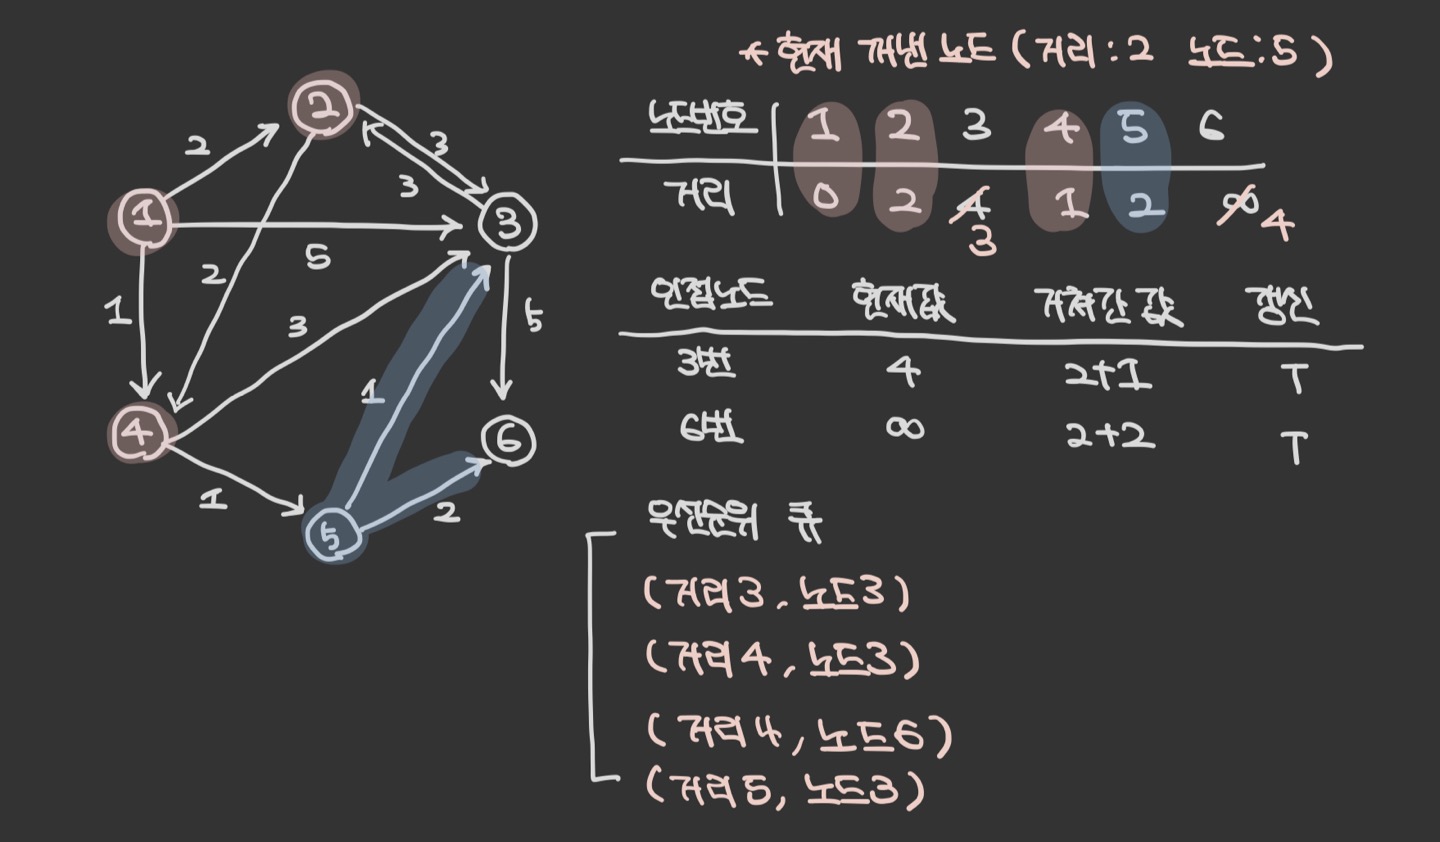 * 현재 꺼낸 노드 (거리 : 2 노드 : 5)
노드번호 1 2 3 4 5 6
거리 0 2 4 1 2 ∞ 4
3
인접노드 현재값 거쳐간 값 갱신
3번 4 2+1 T
6번 ∞ 2+2 T
우선순위 큐
(거리 3, 노드3)
(거리 4, 노드3)
(거리 4, 노드6)
(거리 5, 노드3)
2
2 3
3
1
3
5
2
1
3
5
1
4
6
1
2
5